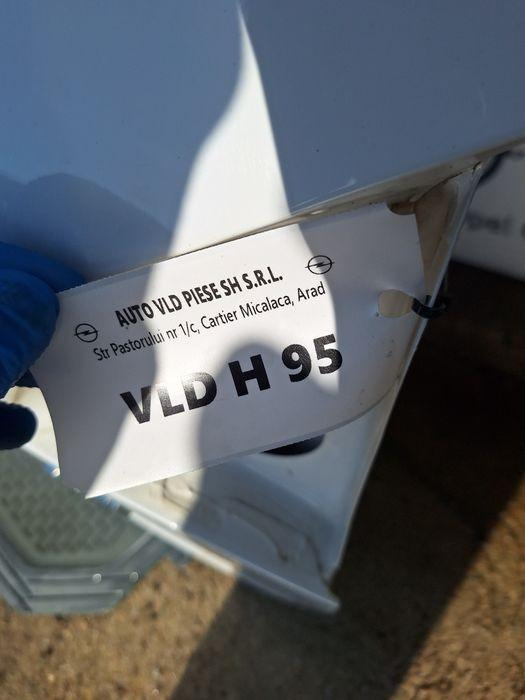 AUTO VLD PIESE SH S.R.L.
Str Pastorului nr 1/c, Cartier Micalaca, Arad
VLD H 95